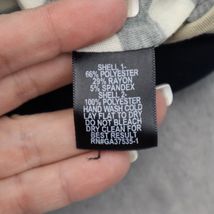 SHELL 1-
66% POLYESTER
29% RAYON
5% SPANDEX
SHELL 2-
100% POLYESTER
HAND WASH COLD
LAY FLAT TO DRY
DO NOT BLEACH
DRY CLEAN FOR
BEST RESULT
RN#GA37535-1